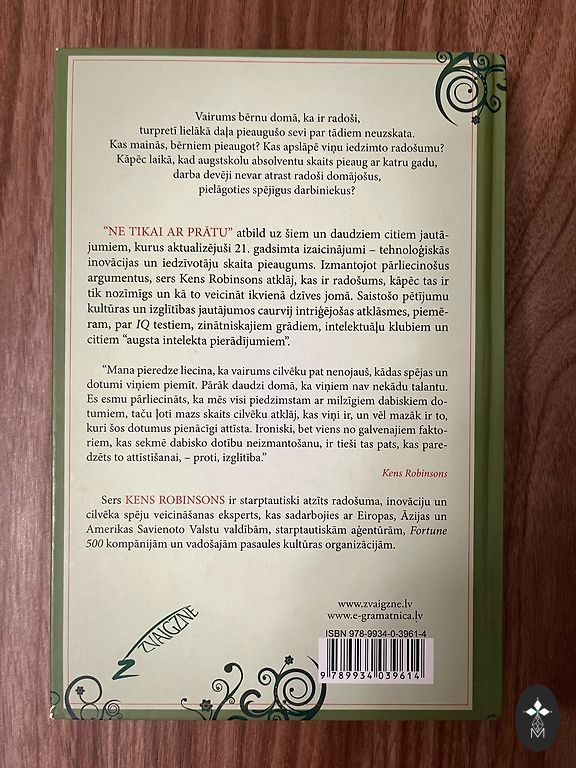 Vairums bērnu domā, ka ir radoši,
turpretī lielākā daļa pieaugušo sevi par tādiem neuzskata.
Kas mainās, bērniem pieaugot? Kas apslāpē viņu iedzimto radošumu?
Kāpēc laikā, kad augstskolu absolventu skaits pieaug ar katru gadu,
darba devēji nevar atrast radoši domājošus,
pielāgoties spējīgus darbiniekus?
"NE TIKAI AR PRĀTU" atbild uz šiem un daudziem citiem jautā-
jumiem, kurus aktualizējuši 21. gadsimta izaicinājumi – tehnoloģiskās
inovācijas un iedzīvotāju skaita pieaugums. Izmantojot pārliecinošus
argumentus, sers Kens Robinsons atklāj, kas ir radošums, kāpēc tas ir
tik nozīmīgs un kā to veicināt ikvienā dzīves jomā. Saistošo pētījumu
kultūras un izglītības jautājumos caurvij intriģējošas atklāsmes, piemē-
ram, par IQ testiem, zinātniskajiem grādiem, intelektuāļu klubiem un
citiem "augsta intelekta pierādījumiem".
"Mana pieredze liecina, ka vairums cilvēku pat nenojauš, kādas spējas un
dotumi viņiem piemīt. Pārāk daudzi domā, ka viņiem nav nekādu talantu.
Es esmu pārliecināts, ka mēs visi piedzimstam ar milzīgiem dabiskiem do-
tumiem, taču ļoti mazs skaits cilvēku atklāj, kas viņi ir, un vēl mazāk ir to,
kuri šos dotumus pienācīgi attīsta. Ironiski, bet viens no galvenajiem fakto-
riem, kas sekmē dabisko dotību neizmantošanu, ir tieši tas pats, kas pare-
dzēts to attīstīšanai, – proti, izglītība."
Kens Robinsons
Sers KENS ROBINSONS ir starptautiski atzīts radošuma, inovāciju un
cilvēka spēju veicināšanas eksperts, kas sadarbojies ar Eiropas, Āzijas un
Amerikas Savienoto Valstu valdībām, starptautiskām aģentūrām, Fortune
500 kompānijām un vadošajām pasaules kultūras organizācijām.
ZVAIGZNE
www.zvaigzne.lv
www.e-gramatnica.lv
ISBN 978-9934-0-3961-4
9 789934 039614
M